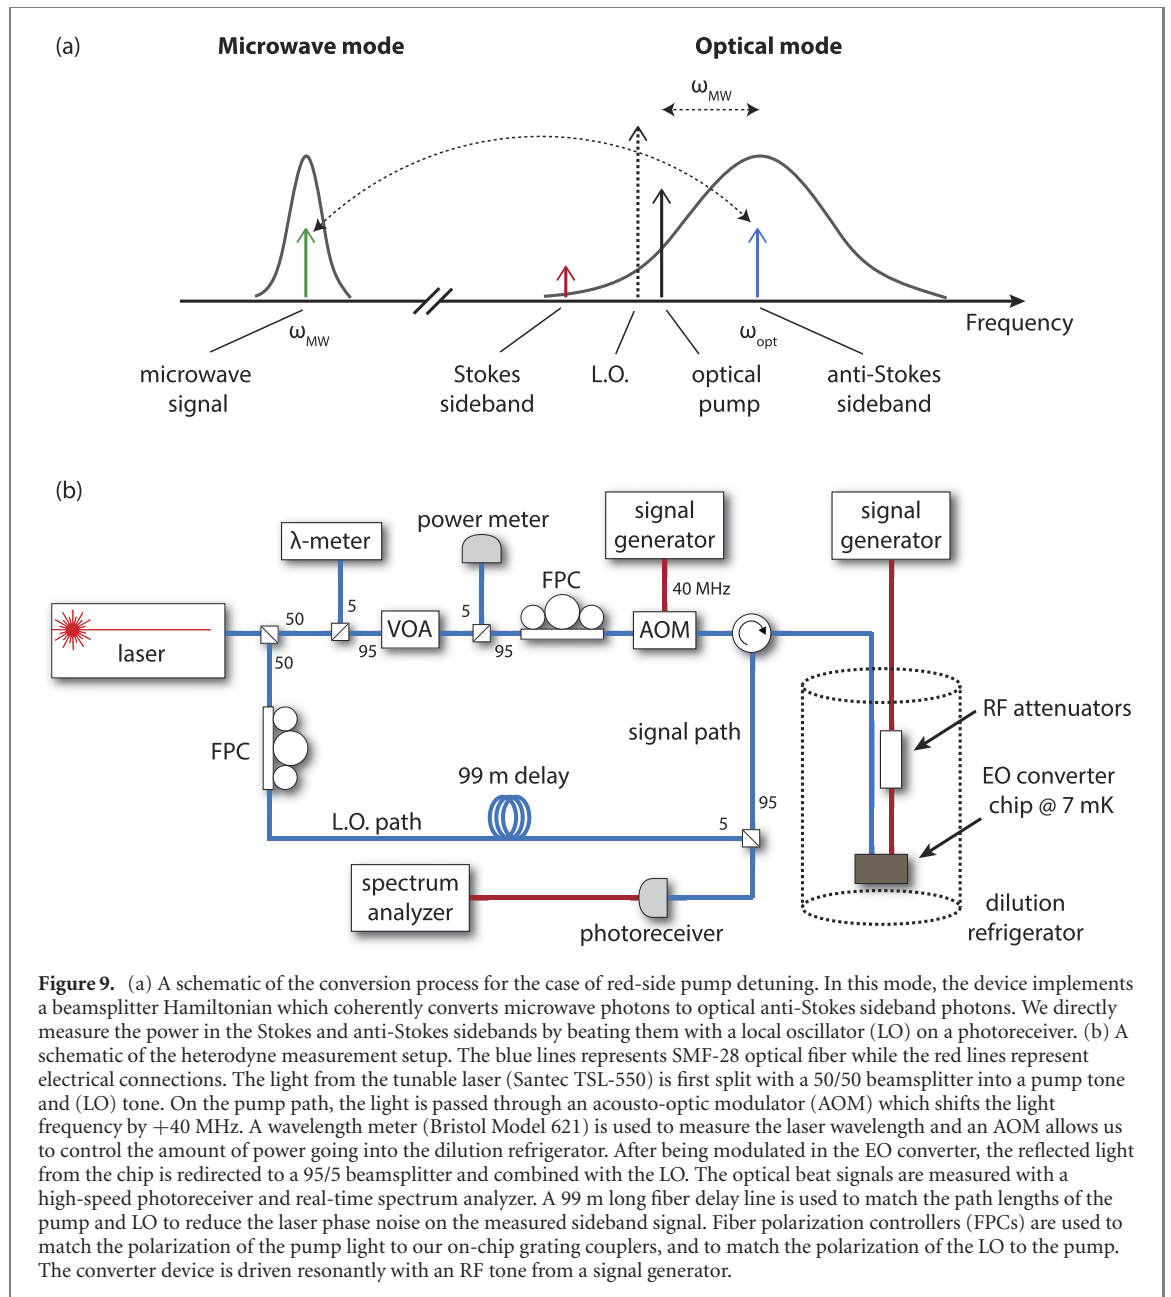 (a)
Microwave mode
Optical mode
ω_MW
ω_MW
ω_opt
Frequency
microwave
signal
Stokes
sideband
L.O.
optical
pump
anti-Stokes
sideband
(b)
λ-meter
power meter
signal
generator
signal
generator
FPC
40 MHz
50
5
5
laser
95
VOA
95
AOM
50
RF attenuators
FPC
signal path
99 m delay
EO converter
chip @ 7 mK
95
L.O. path
5
spectrum
analyzer
photoreceiver
dilution
refrigerator
Figure 9. (a) A schematic of the conversion process for the case of red-side pump detuning. In this mode, the device implements
a beamsplitter Hamiltonian which coherently converts microwave photons to optical anti-Stokes sideband photons. We directly
measure the power in the Stokes and anti-Stokes sidebands by beating them with a local oscillator (LO) on a photoreceiver. (b) A
schematic of the heterodyne measurement setup. The blue lines represents SMF-28 optical fiber while the red lines represent
electrical connections. The light from the tunable laser (Santec TSL-550) is first split with a 50/50 beamsplitter into a pump tone
and (LO) tone. On the pump path, the light is passed through an acousto-optic modulator (AOM) which shifts the light
frequency by +40 MHz. A wavelength meter (Bristol Model 621) is used to measure the laser wavelength and an AOM allows us
to control the amount of power going into the dilution refrigerator. After being modulated in the EO converter, the reflected light
from the chip is redirected to a 95/5 beamsplitter and combined with the LO. The optical beat signals are measured with a
high-speed photoreceiver and real-time spectrum analyzer. A 99 m long fiber delay line is used to match the path lengths of the
pump and LO to reduce the laser phase noise on the measured sideband signal. Fiber polarization controllers (FPCs) are used to
match the polarization of the pump light to our on-chip grating couplers, and to match the polarization of the LO to the pump.
The converter device is driven resonantly with an RF tone from a signal generator.